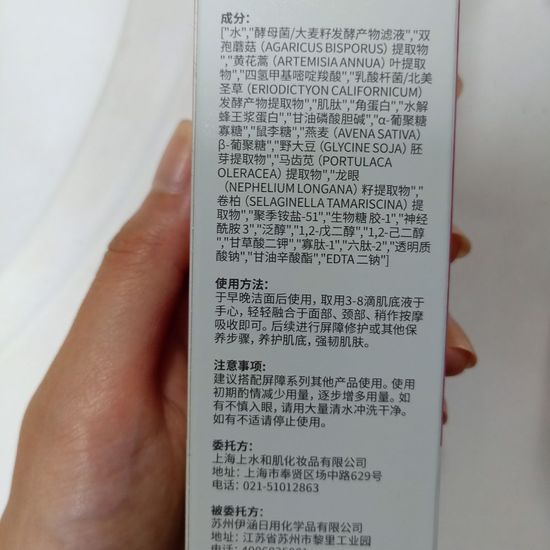 成分：
["水","酵母菌/大麦籽发酵产物滤液","双
孢蘑菇（AGARICUS BISPORUS）提取物
","黄花蒿（ARTEMISIA ANNUA）叶提取
物","四氢甲基嘧啶羧酸","乳酸杆菌/北美
圣草（ERIODICTYON CALIFORNICUM）
发酵产物提取物","肌肽","角蛋白","水解
蜂王浆蛋白","甘油磷酸胆碱","α-葡聚糖
寡糖","鼠李糖","燕麦（AVENA SATIVA）
β-葡聚糖","野大豆（GLYCINE SOJA）胚
芽提取物","马齿苋（PORTULACA
OLERACEA）提取物","龙眼
（NEPHELIUM LONGANA）籽提取物","
卷柏（SELAGINELLA TAMARISCINA）提
取物","聚季铵盐-51","生物糖胶-1","神经
酰胺 3","泛醇","1,2-戊二醇","1,2-己二醇
","甘草酸二钾","寡肽-1","六肽-2","透明质
酸钠","甘油辛酸酯","EDTA 二钠"]
使用方法：
于早晚洁面后使用，取用3-8滴肌底液于
手心，轻轻融合于面部、颈部、稍作按摩
吸收即可。后续进行屏障修护或其他保
养步骤，养护肌底，强韧肌肤。
注意事项：
建议搭配屏障系列其他产品使用。使用
初期酌情减少用量，逐步增多用量。如
有不慎入眼，请用大量清水冲洗干净。
如有不适请停止使用。
委托方：
上海上水和肌化妆品有限公司
地址：上海市奉贤区场中路629号
电话：021-51012863
被委托方：
苏州伊涵日用化学品有限公司
地址：江苏省苏州市黎里工业园